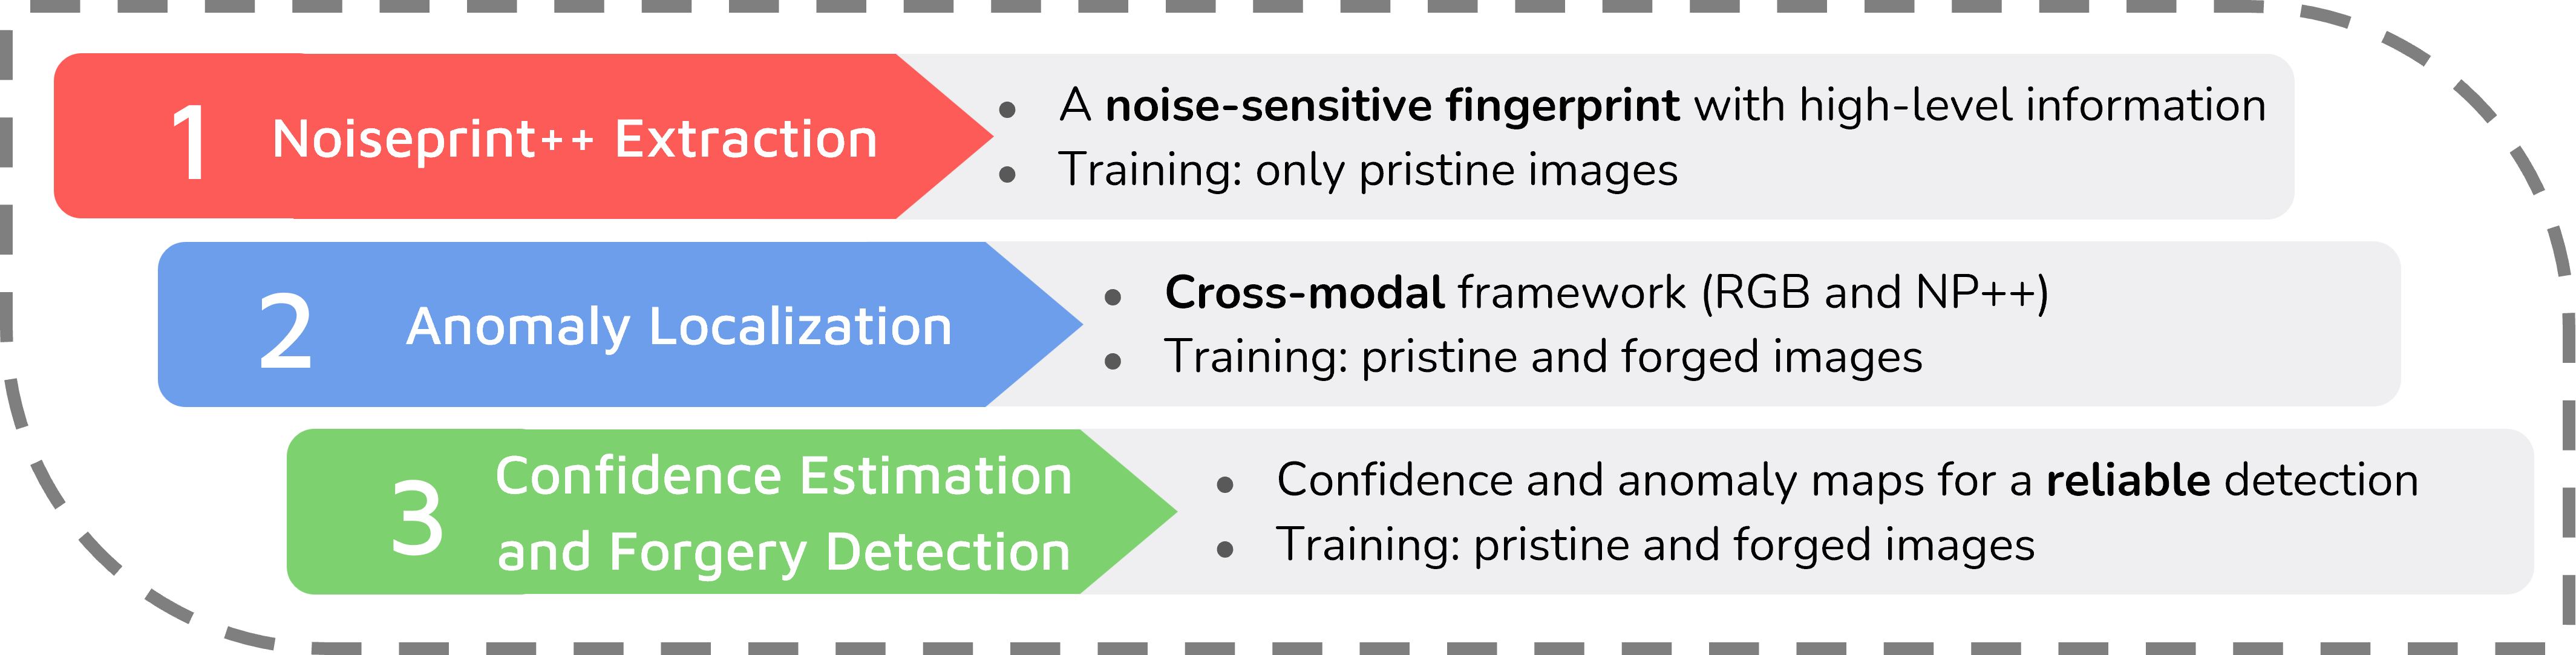 1 Noiseprint++ Extraction
• A noise-sensitive fingerprint with high-level information
• Training: only pristine images
2 Anomaly Localization
• Cross-modal framework (RGB and NP++)
• Training: pristine and forged images
3 Confidence Estimation
and Forgery Detection
• Confidence and anomaly maps for a reliable detection
• Training: pristine and forged images